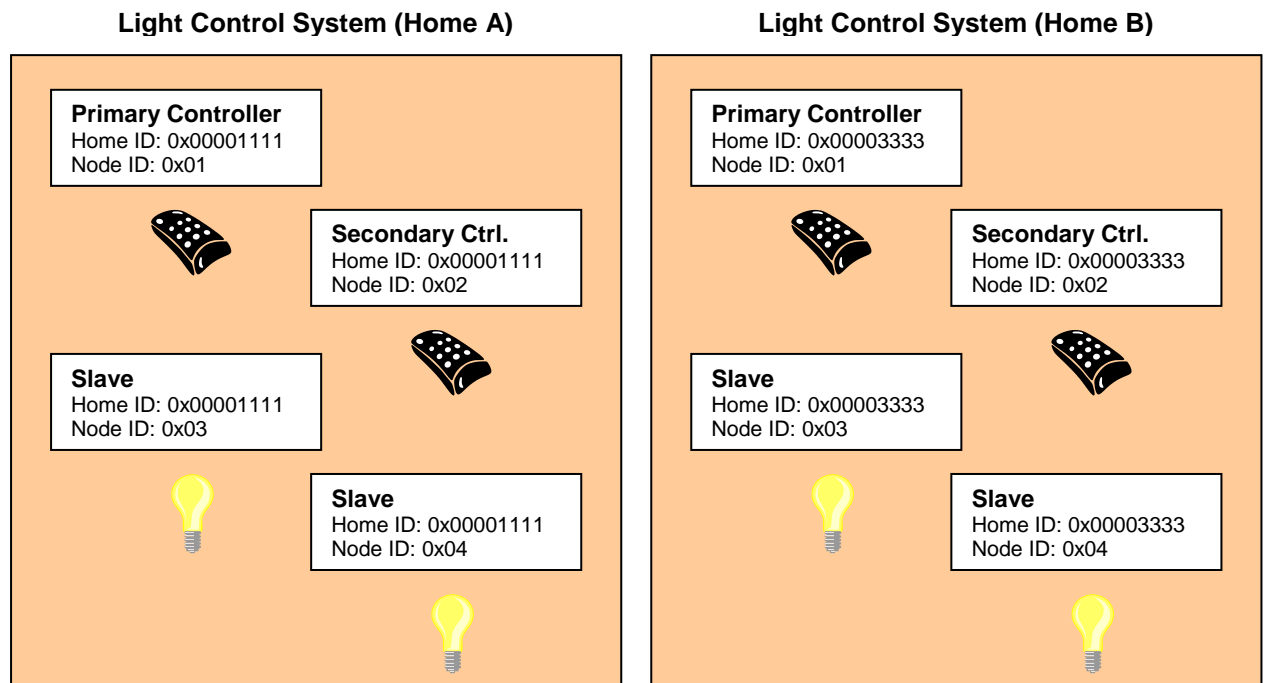 Light Control System (Home A)
Primary Controller
Home ID: 0x00001111
Node ID: 0x01
Secondary Ctrl.
Home ID: 0x00001111
Node ID: 0x02
Slave
Home ID: 0x00001111
Node ID: 0x03
Slave
Home ID: 0x00001111
Node ID: 0x04
Light Control System (Home B)
Primary Controller
Home ID: 0x00003333
Node ID: 0x01
Secondary Ctrl.
Home ID: 0x00003333
Node ID: 0x02
Slave
Home ID: 0x00003333
Node ID: 0x03
Slave
Home ID: 0x00003333
Node ID: 0x04